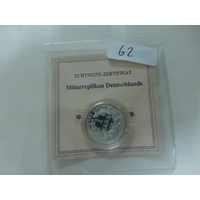 62
ECHTHEITS-ZERTIFIKAT
Münzrepliken Deutschlands